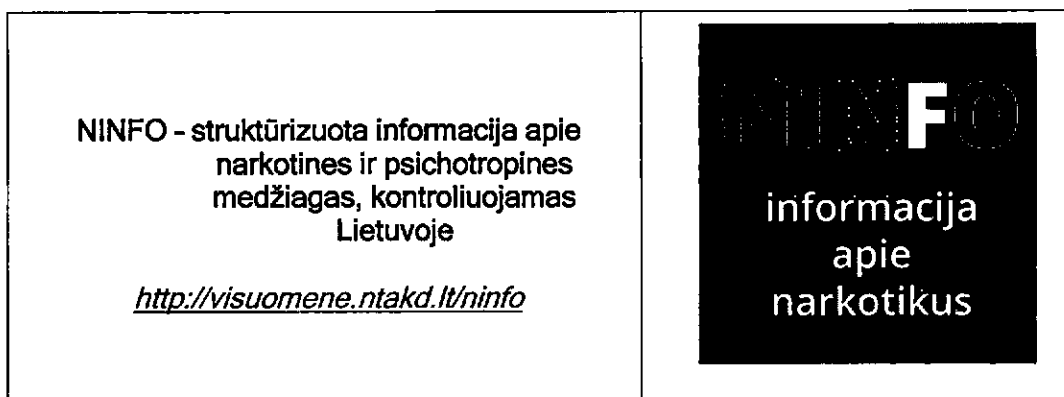 NINFO - struktūrizuota informacija apie
narkotines ir psichotropines
medžiagas, kontroliuojamas
Lietuvoje
http://visuomene.ntakd.lt/ninfo
NINFO
informacija
apie
narkotikus